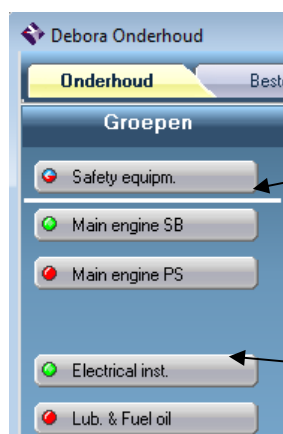 Debora Onderhoud
Onderhoud Best
Groepen
Safety equipm.
Main engine SB
Main engine PS
Electrical inst.
Lub. & Fuel oil